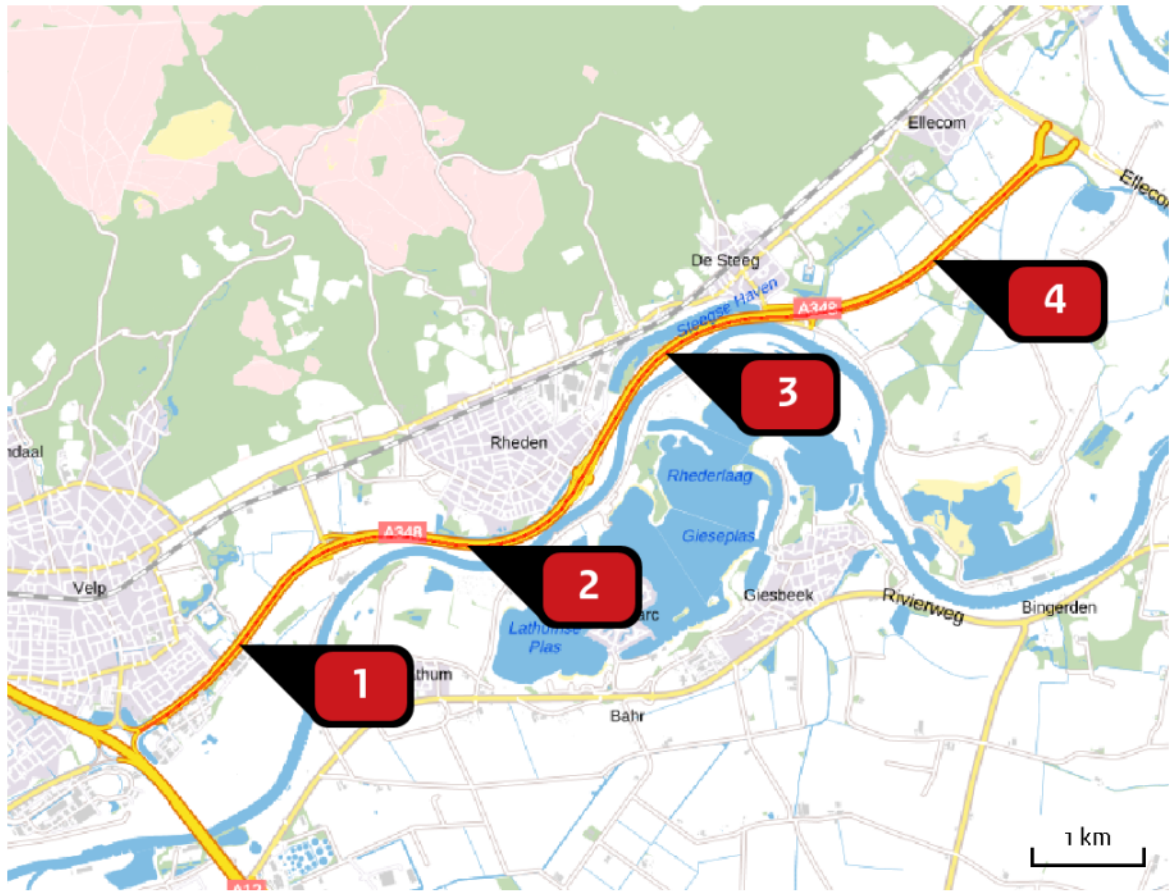 Ellecom
Ellecom
De Steeg
Steegse Haven
A348
4
3
Rheden
Rhederlaag
ndaal
A348
Gieseplas
2
Velp
Giesbeek
Rivierweg
Bingerden
arc
Lathumse
Plas
1
thum
Bahr
1 km
A12